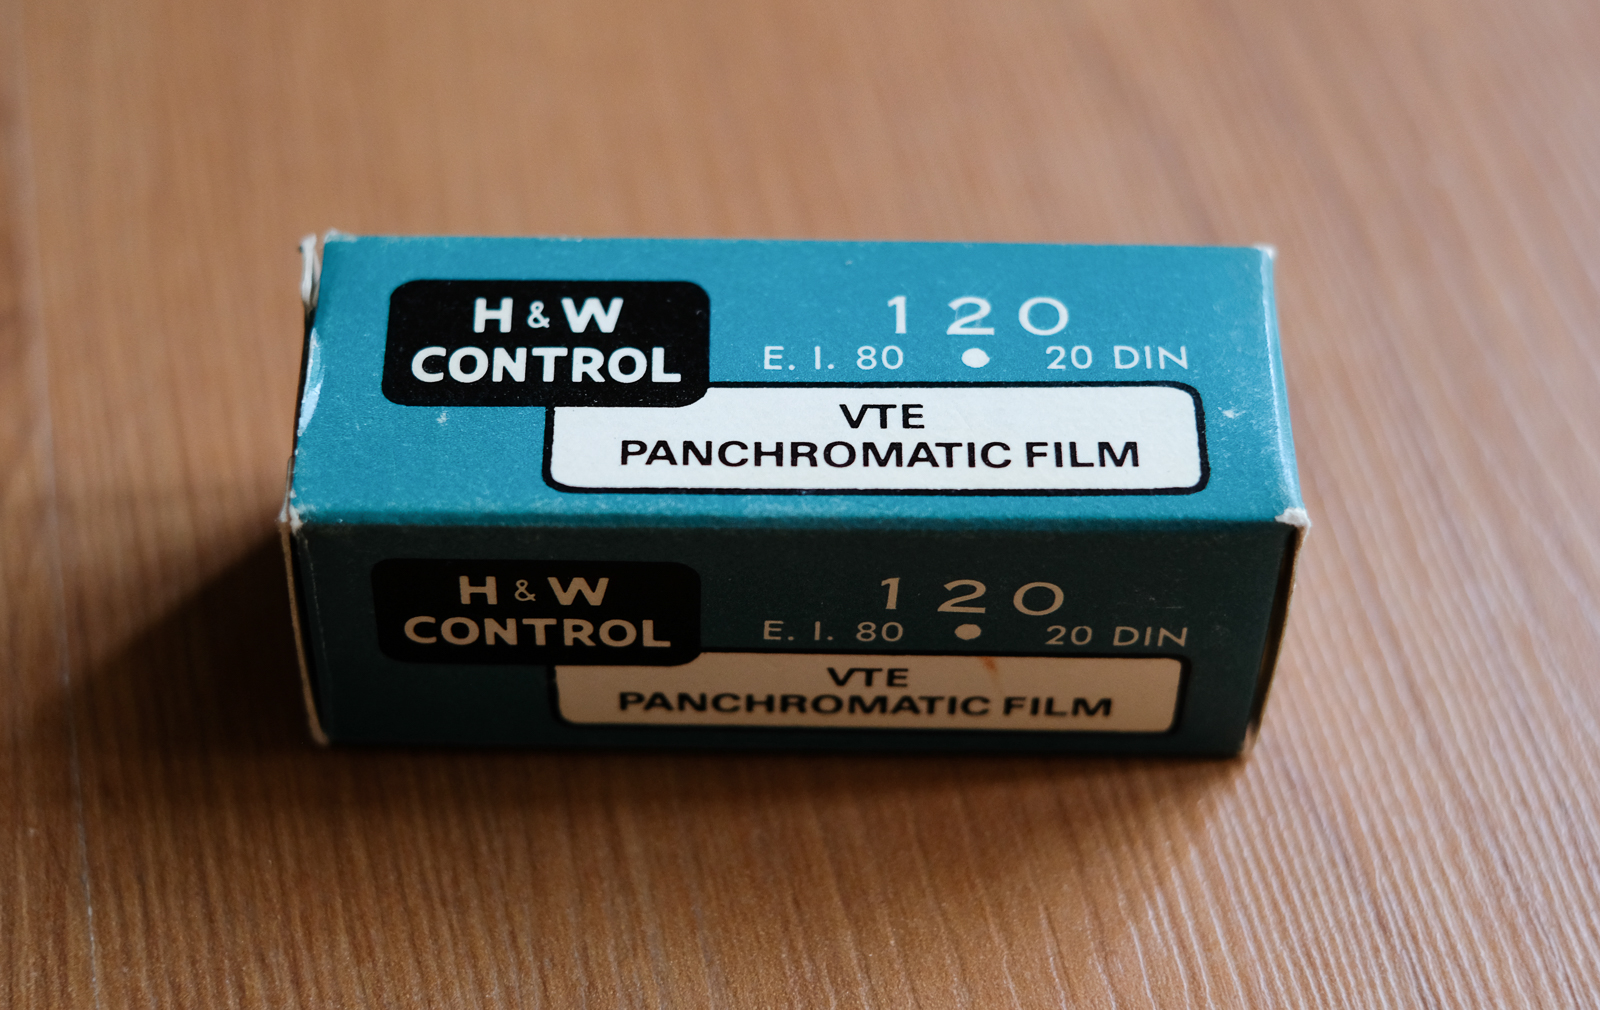 H & W
CONTROL
120
E. I. 80 ● 20 DIN
VTE
PANCHROMATIC FILM
H & W
CONTROL
120
E. I. 80 ● 20 DIN
VTE
PANCHROMATIC FILM